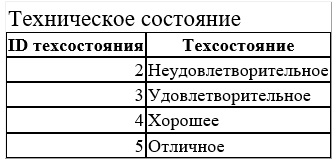 Техническое состояние
ID техсостояния Техсостояние
2 Неудовлетворительное
3 Удовлетворительное
4 Хорошее
5 Отличное